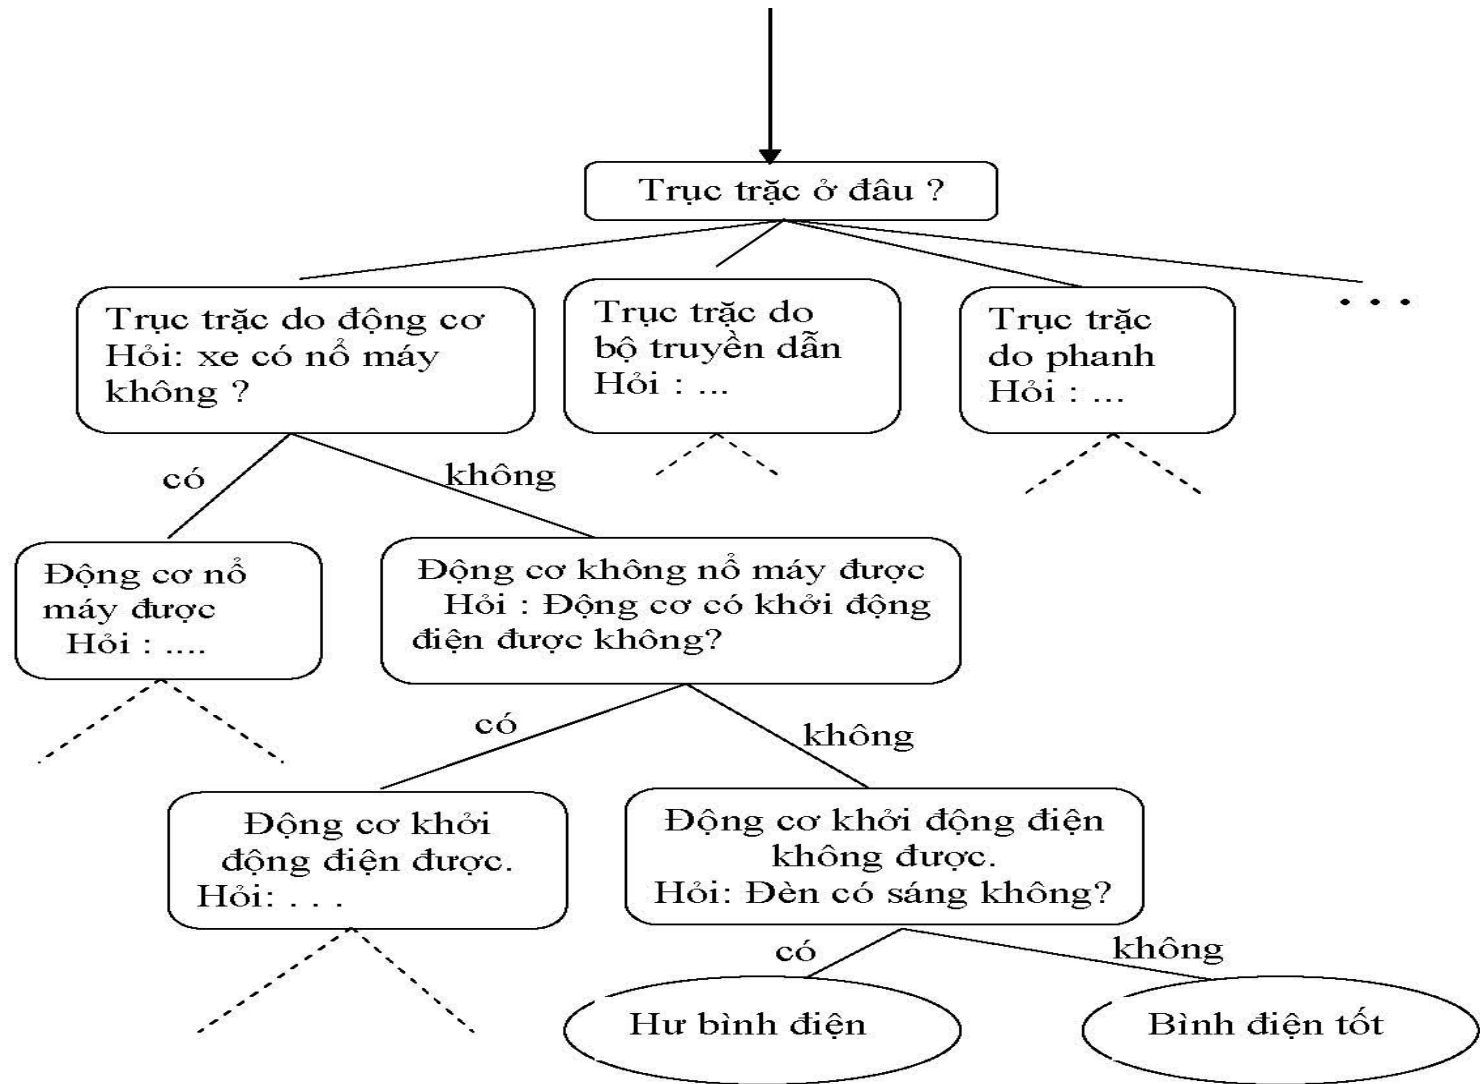 Trục trặc ở đâu ?
Trục trặc do động cơ
Hỏi: xe có nổ máy
không ?
Trục trặc do
bộ truyền dẫn
Hỏi : ...
Trục trặc
do phanh
Hỏi : ...
. . .
có
không
Động cơ nổ
máy được
Hỏi : ....
Động cơ không nổ máy được
Hỏi : Động cơ có khởi động
điện được không?
có
không
Động cơ khởi
động điện được.
Hỏi: . . .
Động cơ khởi động điện
không được.
Hỏi: Đèn có sáng không?
có
không
Hư bình điện
Bình điện tốt